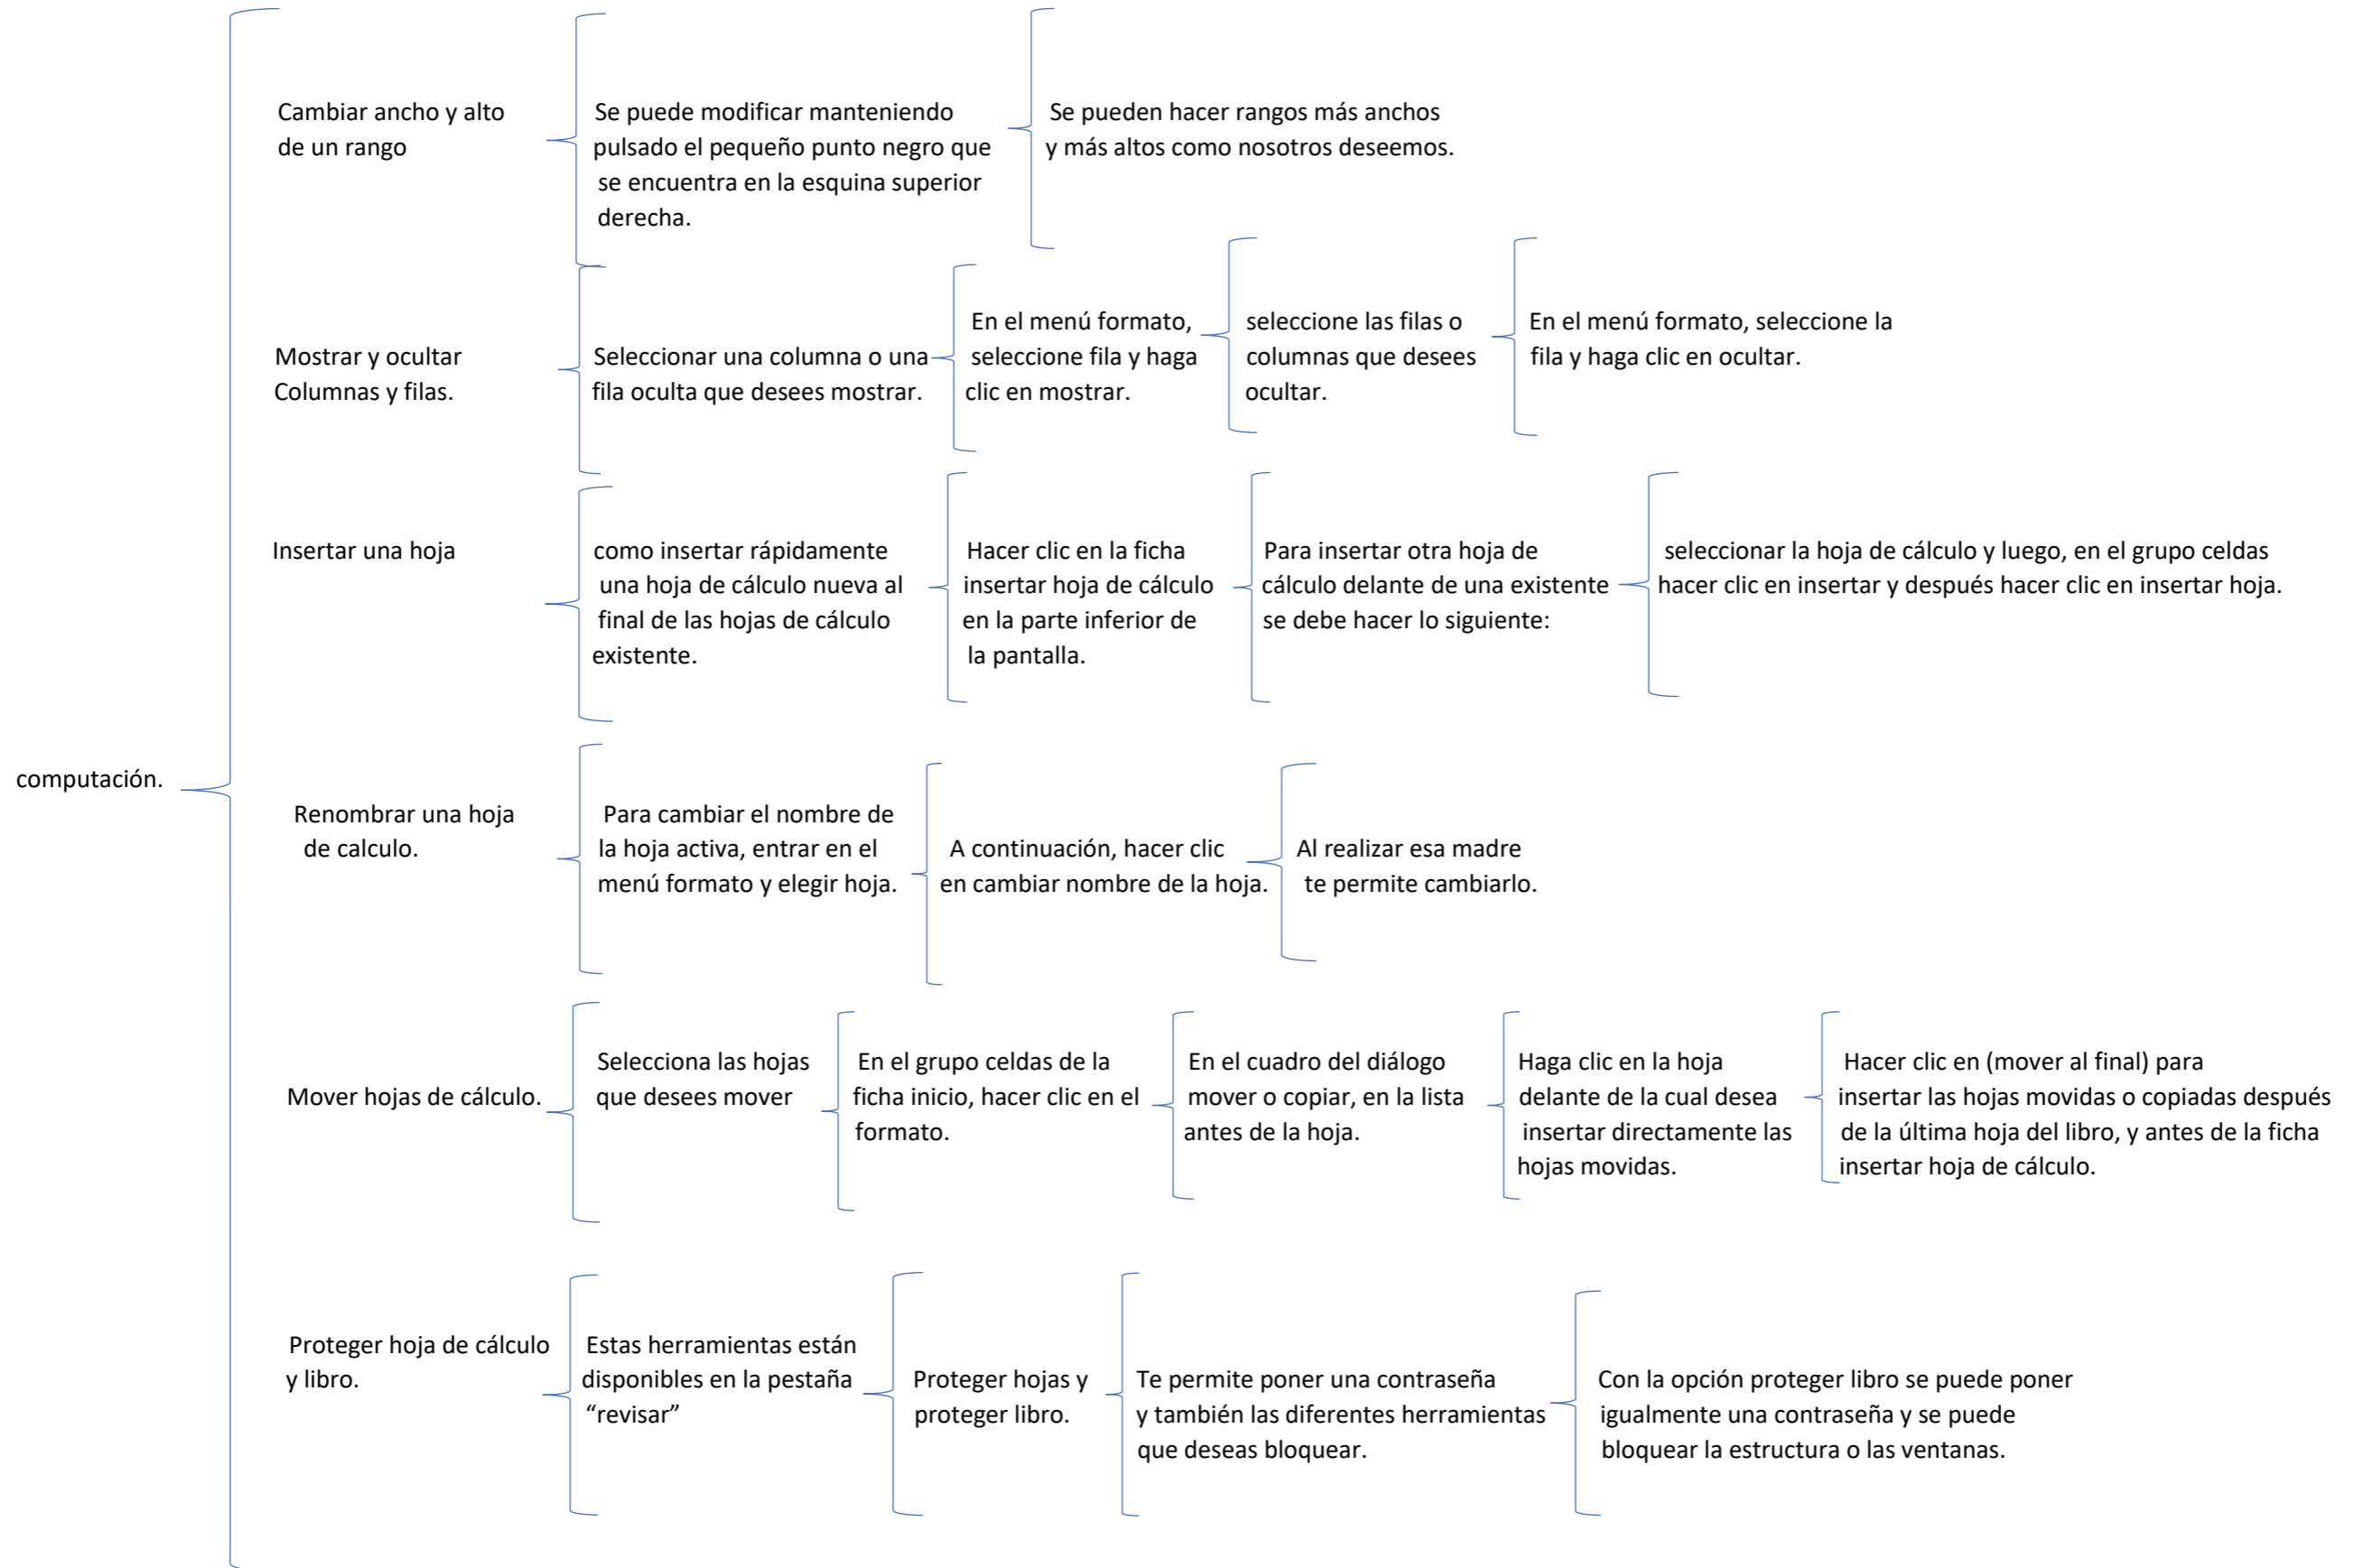 computación.
Cambiar ancho y alto
de un rango
Se puede modificar manteniendo
pulsado el pequeño punto negro que
se encuentra en la esquina superior
derecha.
Se pueden hacer rangos más anchos
y más altos como nosotros deseemos.
Mostrar y ocultar
Columnas y filas.
Seleccionar una columna o una
fila oculta que desees mostrar.
En el menú formato,
seleccione fila y haga
clic en mostrar.
seleccione las filas o
columnas que desees
ocultar.
En el menú formato, seleccione la
fila y haga clic en ocultar.
Insertar una hoja
como insertar rápidamente
una hoja de cálculo nueva al
final de las hojas de cálculo
existente.
Hacer clic en la ficha
insertar hoja de cálculo
en la parte inferior de
la pantalla.
Para insertar otra hoja de
cálculo delante de una existente
se debe hacer lo siguiente:
seleccionar la hoja de cálculo y luego, en el grupo celdas
hacer clic en insertar y después hacer clic en insertar hoja.
Renombrar una hoja
de calculo.
Para cambiar el nombre de
la hoja activa, entrar en el
menú formato y elegir hoja.
A continuación, hacer clic
en cambiar nombre de la hoja.
Al realizar esa madre
te permite cambiarlo.
Mover hojas de cálculo.
Selecciona las hojas
que desees mover
En el grupo celdas de la
ficha inicio, hacer clic en el
formato.
En el cuadro del diálogo
mover o copiar, en la lista
antes de la hoja.
Haga clic en la hoja
delante de la cual desea
insertar directamente las
hojas movidas.
Hacer clic en (mover al final) para
insertar las hojas movidas o copiadas después
de la última hoja del libro, y antes de la ficha
insertar hoja de cálculo.
Proteger hoja de cálculo
y libro.
Estas herramientas están
disponibles en la pestaña
“revisar”
Proteger hojas y
proteger libro.
Te permite poner una contraseña
y también las diferentes herramientas
que deseas bloquear.
Con la opción proteger libro se puede poner
igualmente una contraseña y se puede
bloquear la estructura o las ventanas.